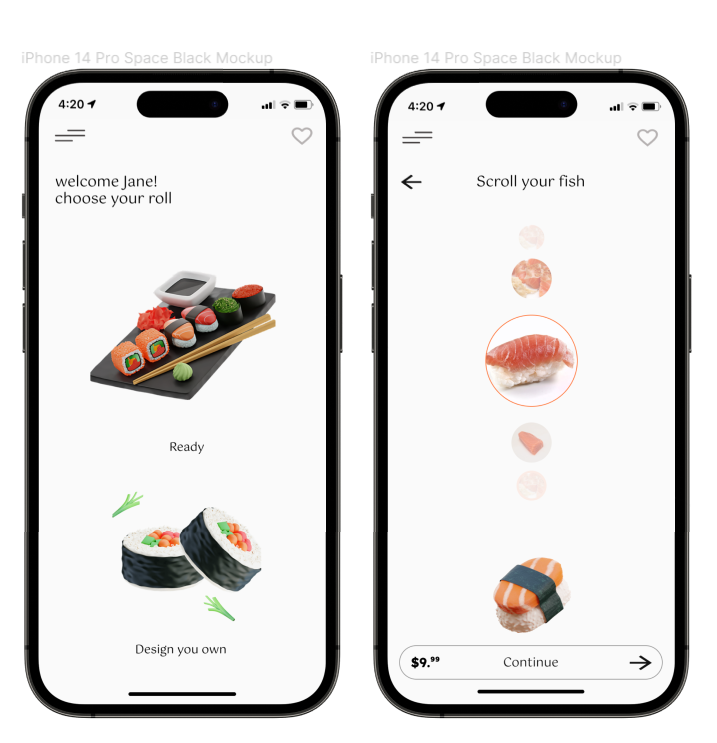 iPhone 14 Pro Space Black Mockup
4:20
welcome Jane!
choose your roll
Ready
Design you own
iPhone 14 Pro Space Black Mockup
4:20
Scroll your fish
$9.⁹⁹ Continue